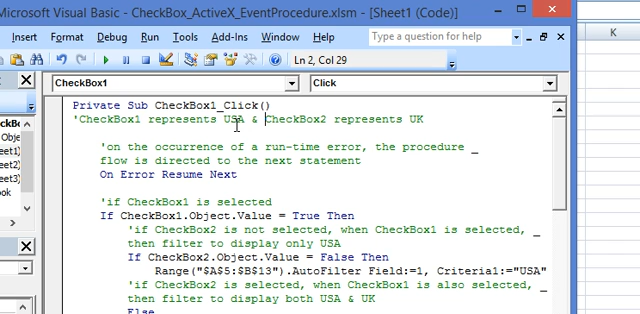 Microsoft Visual Basic - CheckBox_ActiveX_EventProcedure.xlsm - [Sheet1 (Code)]
Insert Format Debug Run Tools Add-Ins Window Help Type a question for help
Ln 2, Col 29
K
CheckBox1 Click
Private Sub CheckBox1_Click()
'CheckBox1 represents USA & CheckBox2 represents UK
'on the occurrence of a run-time error, the procedure _
flow is directed to the next statement
On Error Resume Next
'if CheckBox1 is selected
If CheckBox1.Object.Value = True Then
'if CheckBox2 is not selected, when CheckBox1 is selected, _
then filter to display only USA
If CheckBox2.Object.Value = False Then
Range("$A$5:$B$13").AutoFilter Field:=1, Criteria1:="USA"
'if CheckBox2 is selected, when CheckBox1 is also selected, _
then filter to display both USA & UK
Else